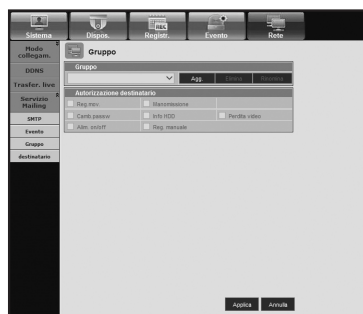 Sistema
Dispos.
REC
Registr.
Evento
Rete
Modo
collegam.
DDNS
Trasfer. live
Servizio
Mailing
SMTP
Evento
Gruppo
destinatario
Gruppo
Gruppo
Agg.
Elimina
Rinomina
Autorizzazione destinatario
Reg.mov.
Manomissione
Camb.passw
Info HDD
Perdita video
Alim. on/off
Reg. manuale
Applica
Annulla